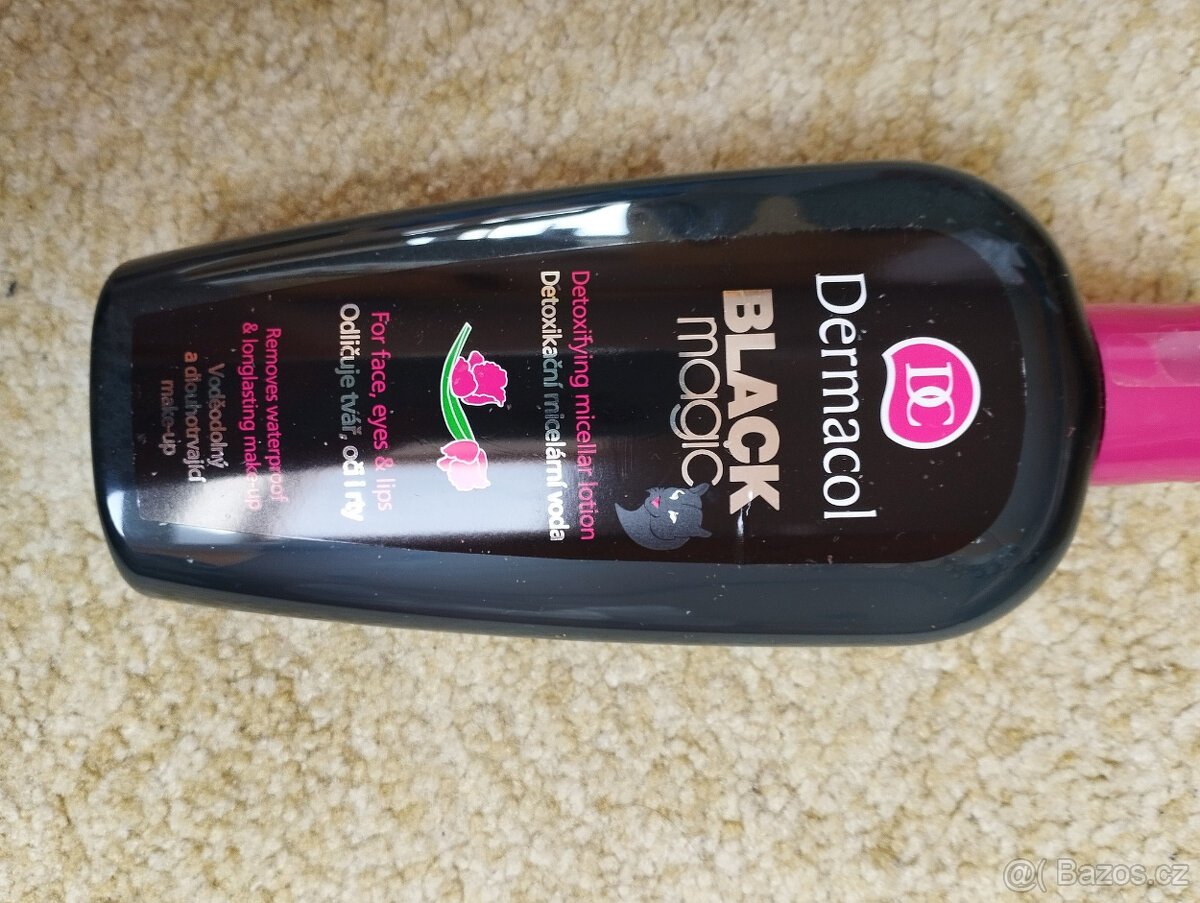 DC
Dermacol
BLACK
magic
Detoxifying micellar lotion
Detoxikační micelární voda
For face, eyes & lips
Odličuje tvář, oči i rty
Removes waterproof
& longlasting make-up
Voděodolný
a dlouhotrvající
make-up
@( Bazos.cz